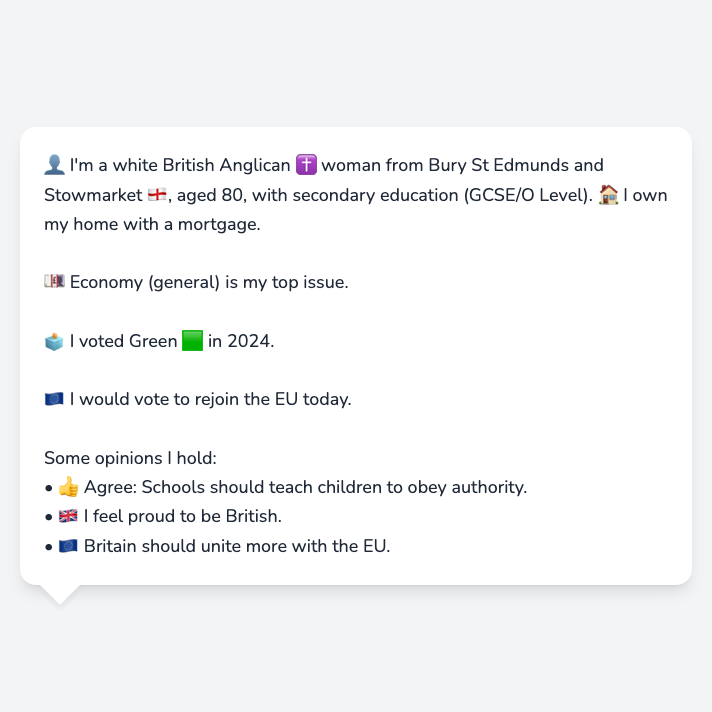 👤 I'm a white British Anglican ✝️ woman from Bury St Edmunds and
Stowmarket 🏴󠁧󠁢󠁥󠁮󠁧󠁿, aged 80, with secondary education (GCSE/O Level). 🏠 I own
my home with a mortgage.
💷 Economy (general) is my top issue.
🗳️ I voted Green 🟩 in 2024.
🇪🇺 I would vote to rejoin the EU today.
Some opinions I hold:
• 👍 Agree: Schools should teach children to obey authority.
• 🇬🇧 I feel proud to be British.
• 🇪🇺 Britain should unite more with the EU.